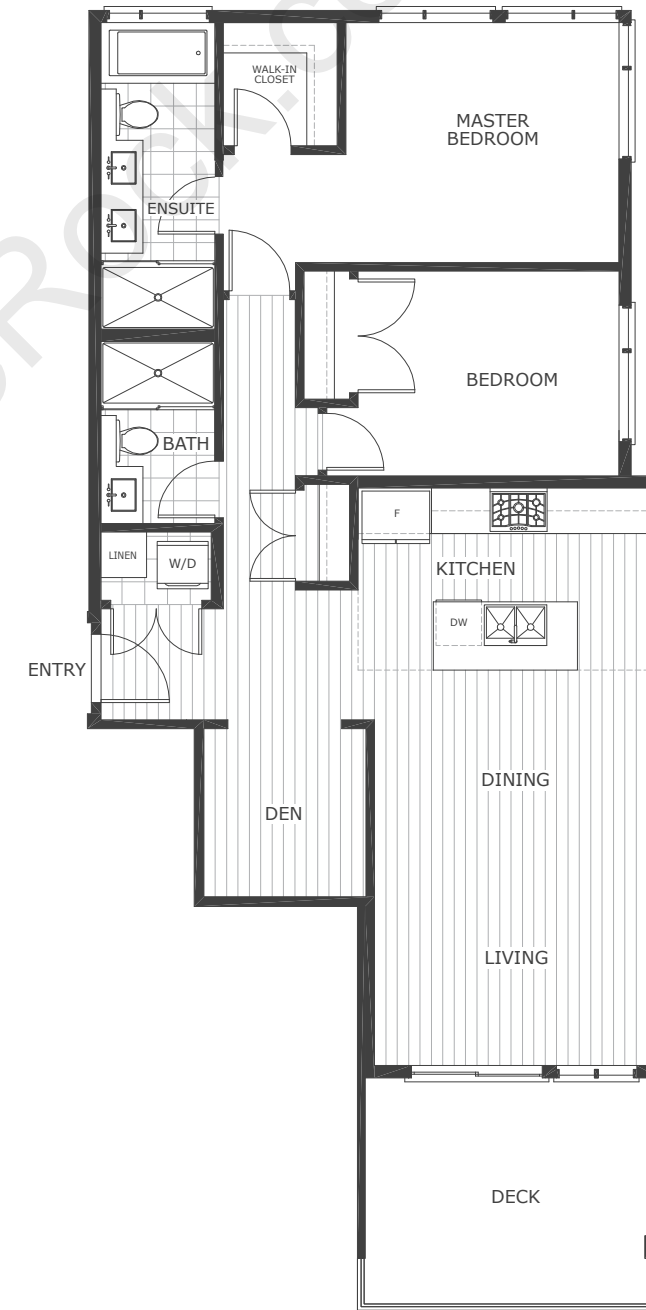 WALK-IN
CLOSET
MASTER
BEDROOM
ENSUITE
BEDROOM
BATH
F
LINEN
W/D
KITCHEN
DW
ENTRY
DINING
DEN
LIVING
DECK